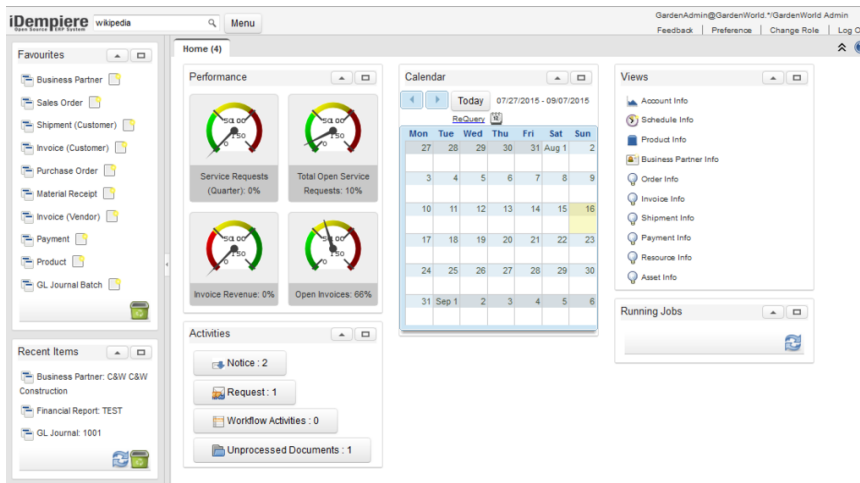 iDempiere
Open Source ERP System
wikipedia
Menu
GardenAdmin@GardenWorld.*/GardenWorld Admin
Feedback | Preference | Change Role | Log O
Favourites
Business Partner
Sales Order
Shipment (Customer)
Invoice (Customer)
Purchase Order
Material Receipt
Invoice (Vendor)
Payment
Product
GL Journal Batch
Recent Items
Business Partner: C&W C&W
Construction
Financial Report: TEST
GL Journal: 1001
Home (4)
Performance
Service Requests
(Quarter): 0%
Total Open Service
Requests: 10%
Invoice Revenue: 0%
Open Invoices: 66%
Activities
Notice : 2
Request : 1
Workflow Activities : 0
Unprocessed Documents : 1
Calendar
Today 07/27/2015 - 09/07/2015
ReQuery
Mon Tue Wed Thu Fri Sat Sun
27 28 29 30 31 Aug 1 2
3 4 5 6 7 8 9
10 11 12 13 14 15 16
17 18 19 20 21 22 23
24 25 26 27 28 29 30
31 Sep 1 2 3 4 5 6
Views
Account Info
Schedule Info
Product Info
Business Partner Info
Order Info
Invoice Info
Shipment Info
Payment Info
Resource Info
Asset Info
Running Jobs